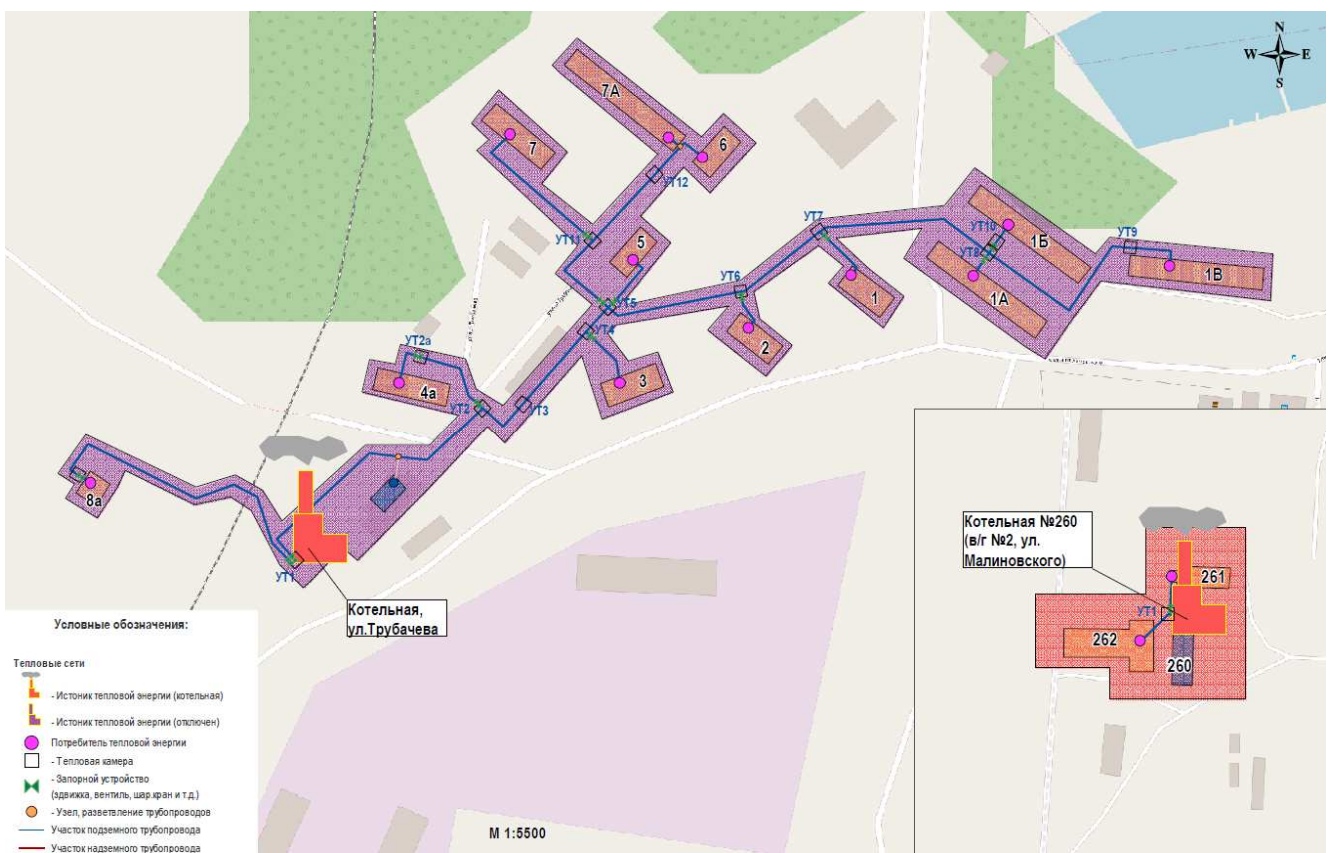 N
W E
S
7А
7
6
УТ12
УТ7
УТ11
5
УТ10
1Б
УТ9
УТ8
1В
УТ6
1
1А
УТ5
2
УТ4
УТ2а
3
4а
УТ2
УТ3
8а
УТ1
Котельная,
ул.Трубачева
Котельная №260
(в/г №2, ул.
Малиновского)
261
УТ1
262
260
Условные обозначения:
Тепловые сети
- Истоник тепловой энергии (котельная)
- Истоник тепловой энергии (отключен)
Потребитель тепловой энергии
- Тепловая камера
- Запорной устройство
(здвижка, вентиль, шар.кран и т.д.)
- Узел, разветвление трубопроводов
Участок подземного трубопровода
Участок надземного трубопровода
М 1:5500